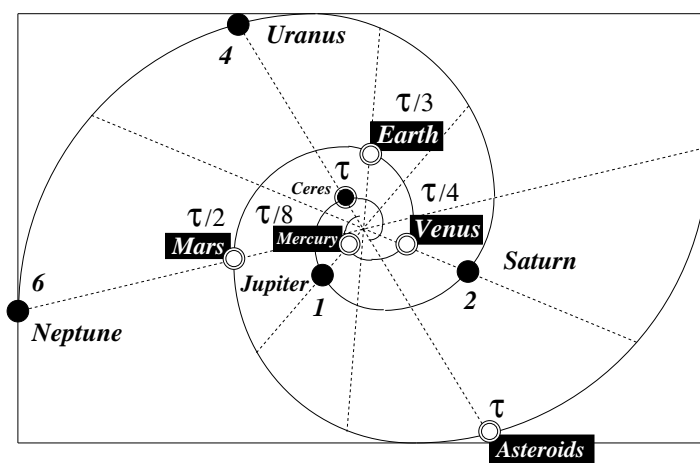 Uranus
4
τ/3
Earth
τ
Ceres
τ/4
τ/2
τ/8
Mars
Mercury
Venus
Saturn
6
Jupiter
1
2
Neptune
τ
Asteroids